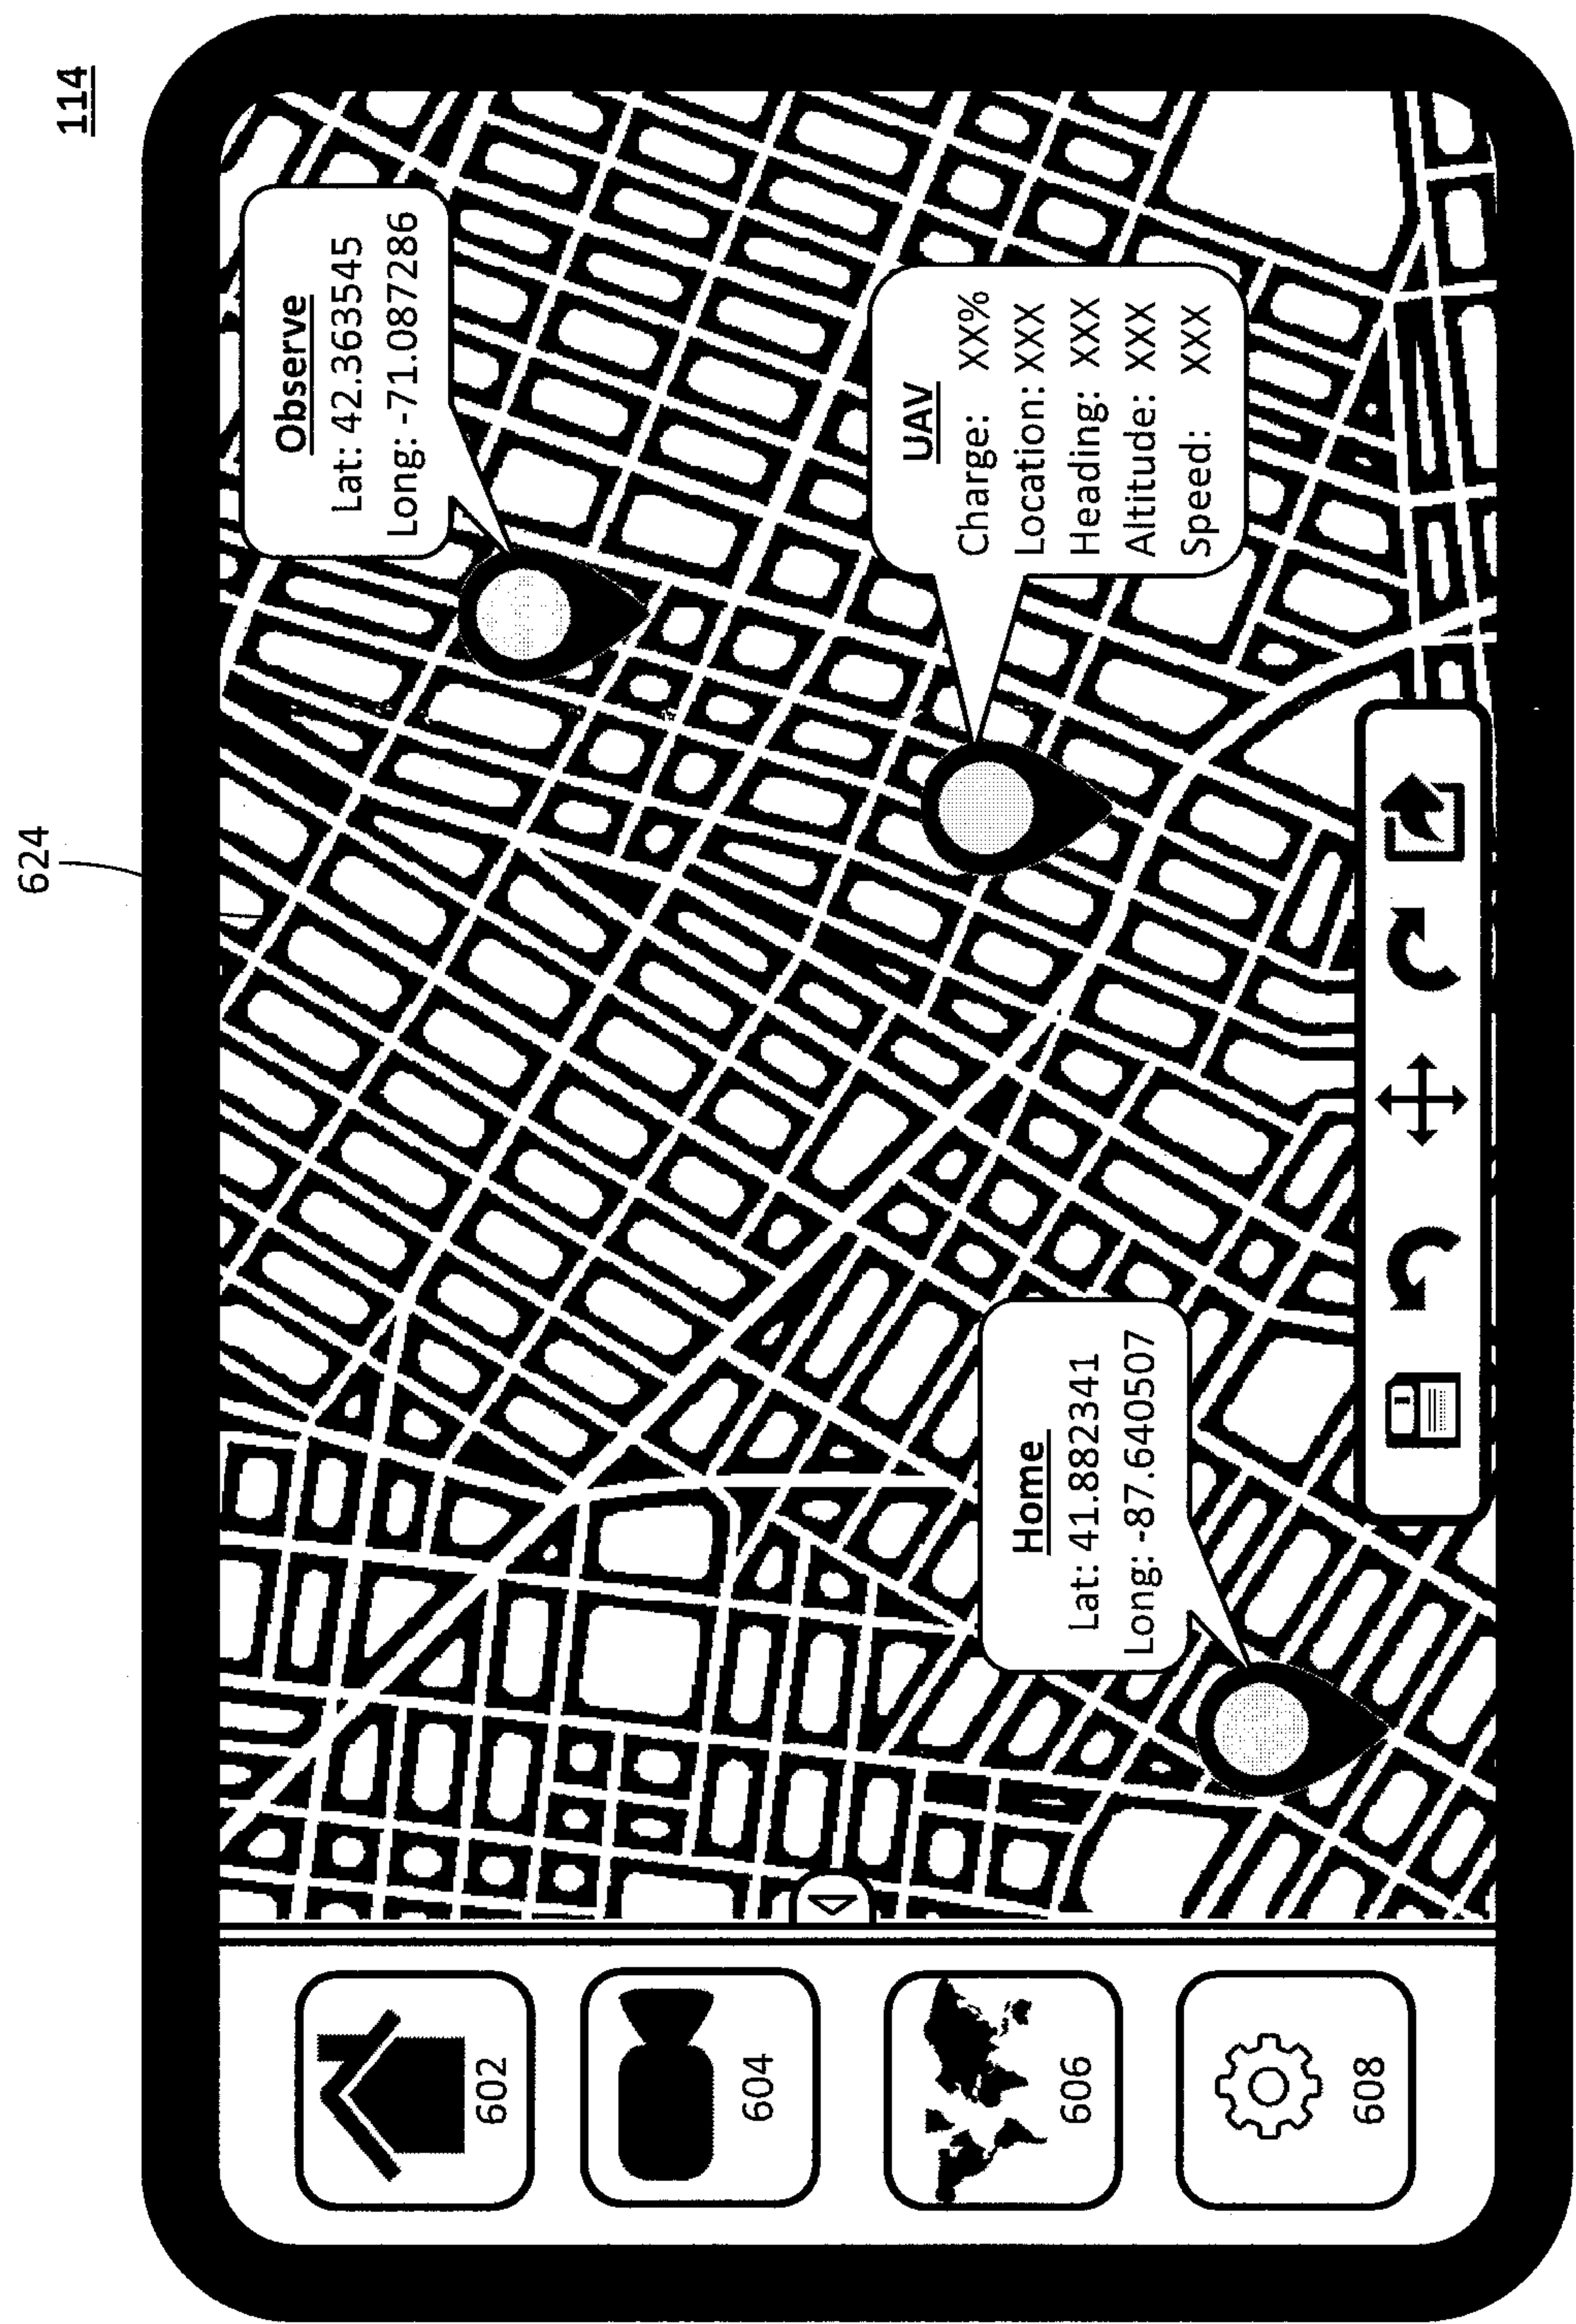 114
624
Observe
Lat: 42.363545
Long: -71.087286
UAV
Charge: XX%
Location: XXX
Heading: XXX
Altitude: XXX
Speed: XXX
Home
Lat: 41.882341
Long: -87.640507
602
604
606
608